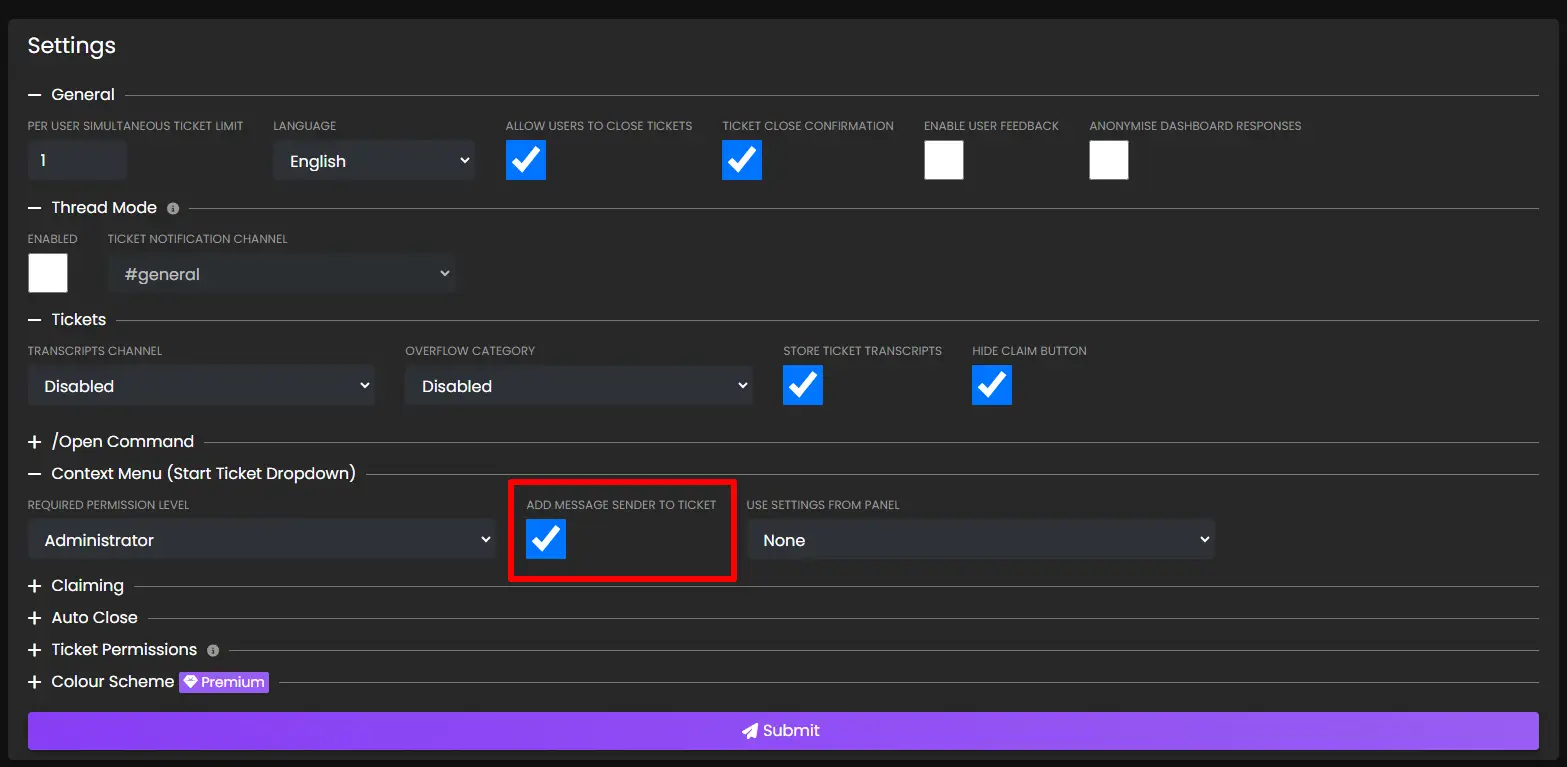 Settings
General
PER USER SIMULTANEOUS TICKET LIMIT LANGUAGE ALLOW USERS TO CLOSE TICKETS TICKET CLOSE CONFIRMATION ENABLE USER FEEDBACK ANONYMISE DASHBOARD RESPONSES
1 English
Thread Mode
ENABLED TICKET NOTIFICATION CHANNEL
#general
Tickets
TRANSCRIPTS CHANNEL OVERFLOW CATEGORY STORE TICKET TRANSCRIPTS HIDE CLAIM BUTTON
Disabled Disabled
/Open Command
Context Menu (Start Ticket Dropdown)
REQUIRED PERMISSION LEVEL ADD MESSAGE SENDER TO TICKET USE SETTINGS FROM PANEL
Administrator None
Claiming
Auto Close
Ticket Permissions
Colour Scheme Premium
Submit